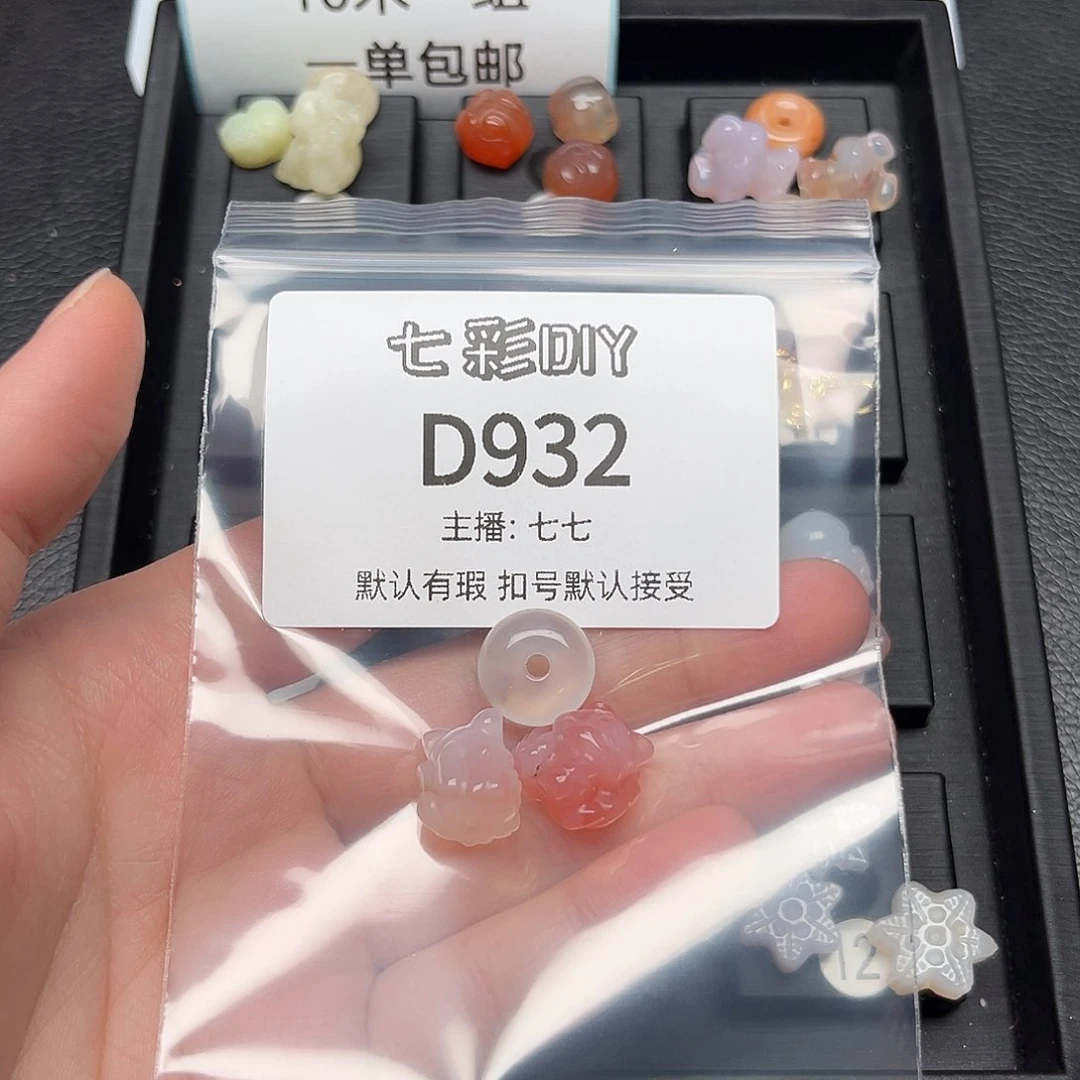 一单包邮
七彩DIY
D932
主播: 七七
默认有瑕 扣号默认接受
12